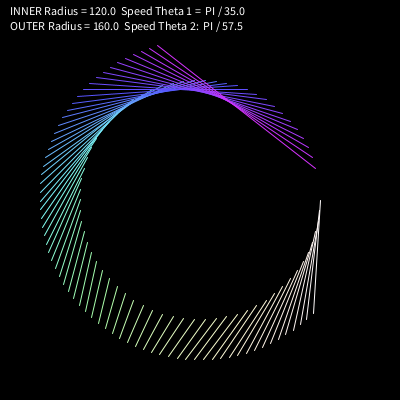 INNER Radius = 120.0  Speed Theta 1 =  PI / 35.0
OUTER Radius = 160.0  Speed Theta 2:  PI / 57.5